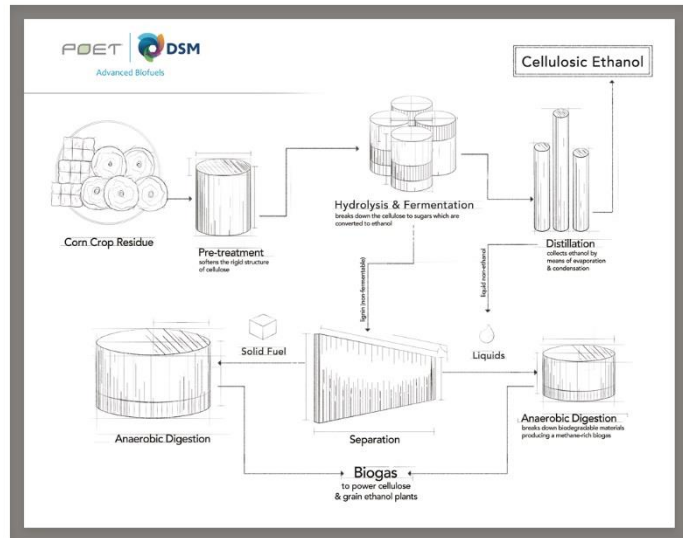 POET DSM
Advanced Biofuels
Cellulosic Ethanol
Corn Crop Residue
Pre-treatment
softens the rigid structure
of cellulose
Hydrolysis & Fermentation
breaks down the cellulose to sugars which are
converted to ethanol
Distillation
collects ethanol by
means of evaporation
& condensation
lignin (non-fermentable)
liquid non-ethanol
Solid Fuel
Liquids
Anaerobic Digestion
Separation
Anaerobic Digestion
breaks down biodegradable materials
producing a methane-rich biogas
Biogas
to power cellulose
& grain ethanol plants